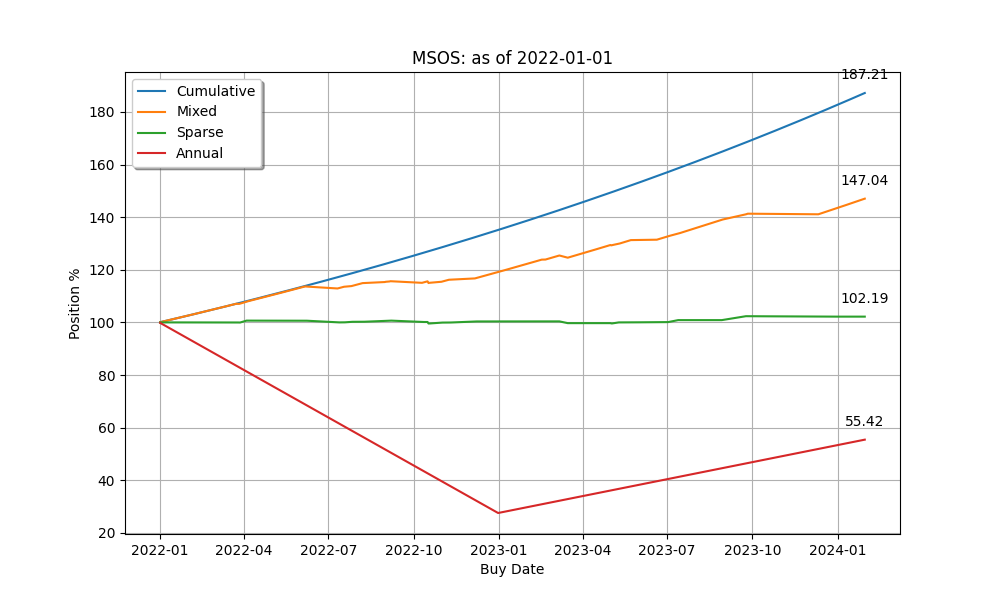 MSOS: as of 2022-01-01
Cumulative
Mixed
Sparse
Annual
187.21
147.04
102.19
55.42
Position %
180
160
140
120
100
80
60
40
20
2022-01 2022-04 2022-07 2022-10 2023-01 2023-04 2023-07 2023-10 2024-01
Buy Date